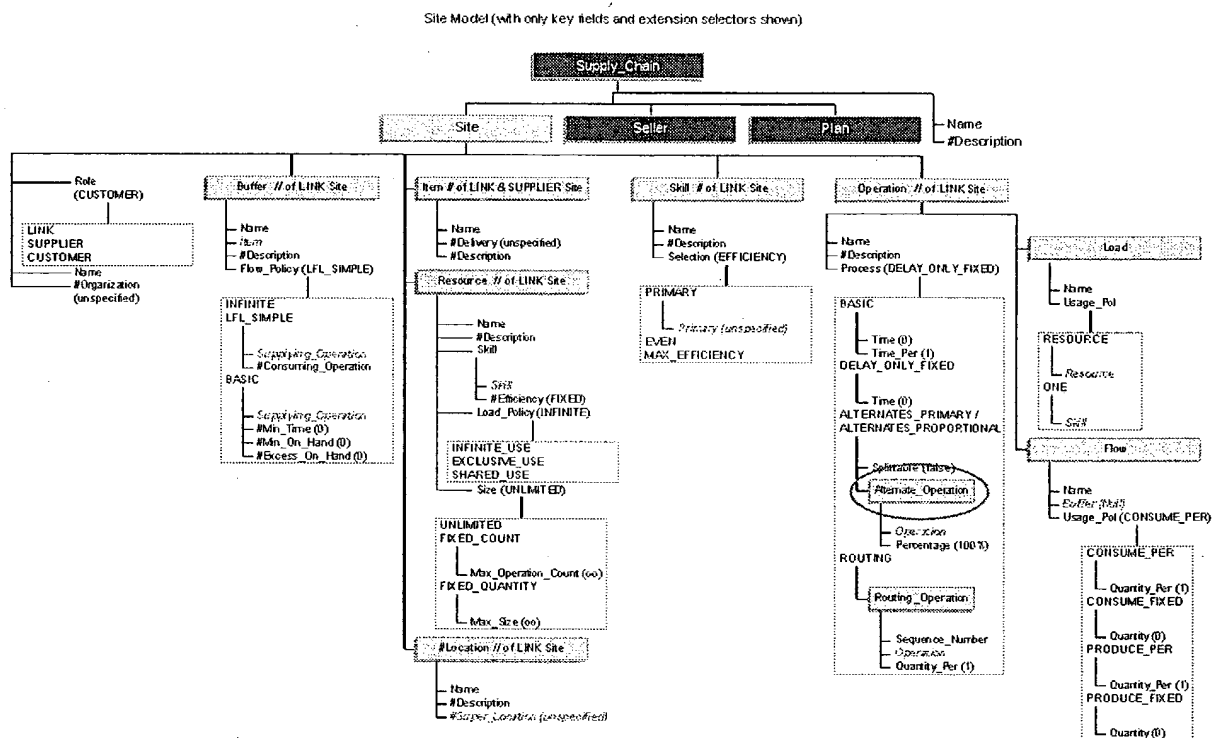 Site Model (with only key fields and extension selectors shown)
Supply_Chain
Site
Seller
Plan
Name
#Description
Role
(CUSTOMER)
LINK
SUPPLIER
CUSTOMER
Name
#Organization
(unspecified)
Buffer // of LINK Site
Name
Item
#Description
Flow_Policy (LFL_SIMPLE)
INFINITE
LFL_SIMPLE
Supplying_Operation
#Consuming_Operation
BASIC
Supplying_Operation
#Min_Time (0)
#Min_On_Hand (0)
#Excess_On_Hand (0)
Item # of LINK & SUPPLIER Site
Name
#Delivery (unspecified)
#Description
Resource // of LINK Site
Name
#Description
Skill
Skill
#Efficiency (FIXED)
Load_Policy (INFINITE)
INFINITE_USE
EXCLUSIVE_USE
SHARED_USE
Size (UNLIMITED)
UNLIMITED
FIXED_COUNT
Max_Operation_Count (oo)
FIXED_QUANTITY
Max_Size (oo)
#Location // of LINK Site
Name
#Description
#Super_Location (unspecified)
Skill # of LINK Site
Name
#Description
Selection (EFFICIENCY)
PRIMARY
Primary (unspecified)
EVEN
MAX_EFFICIENCY
Operation // of LINK Site
Name
#Description
Process (DELAY_ONLY_FIXED)
BASIC
Time (0)
Time_Per (1)
DELAY_ONLY_FIXED
Time (0)
ALTERNATES_PRIMARY /
ALTERNATES_PROPORTIONAL
Splittable (false)
Alternate_Operation
Operation
Percentage (100%)
ROUTING
Routing_Operation
Sequence_Number
Operation
Quantity_Per (1)
Load
Name
Usage_Pol
RESOURCE
Resource
ONE
Skill
Flow
Name
Buffer (Null)
Usage_Pol (CONSUME_PER)
CONSUME_PER
Quantity_Per (1)
CONSUME_FIXED
Quantity (0)
PRODUCE_PER
Quantity_Per (1)
PRODUCE_FIXED
Quantity (0)